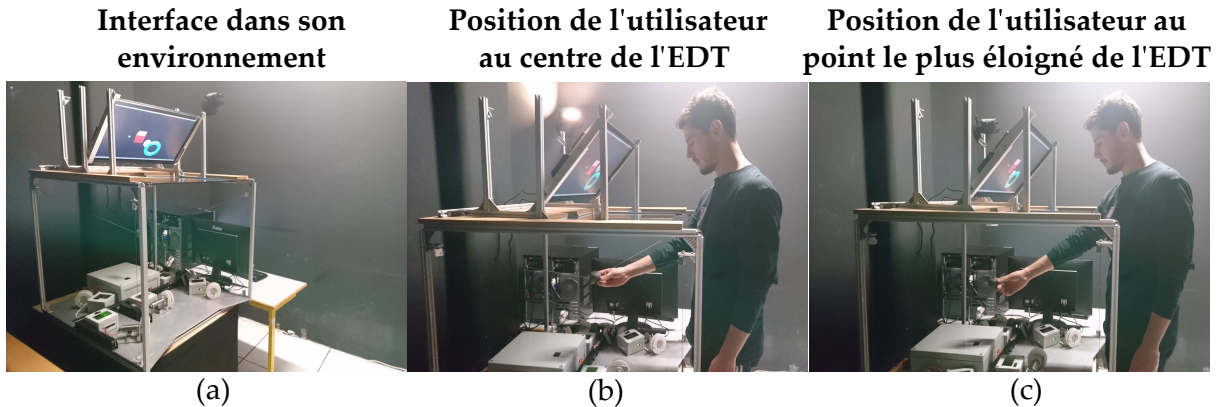 Interface dans son
environnement
Position de l'utilisateur
au centre de l'EDT
Position de l'utilisateur au
point le plus éloigné de l'EDT
(a)
(b)
(c)